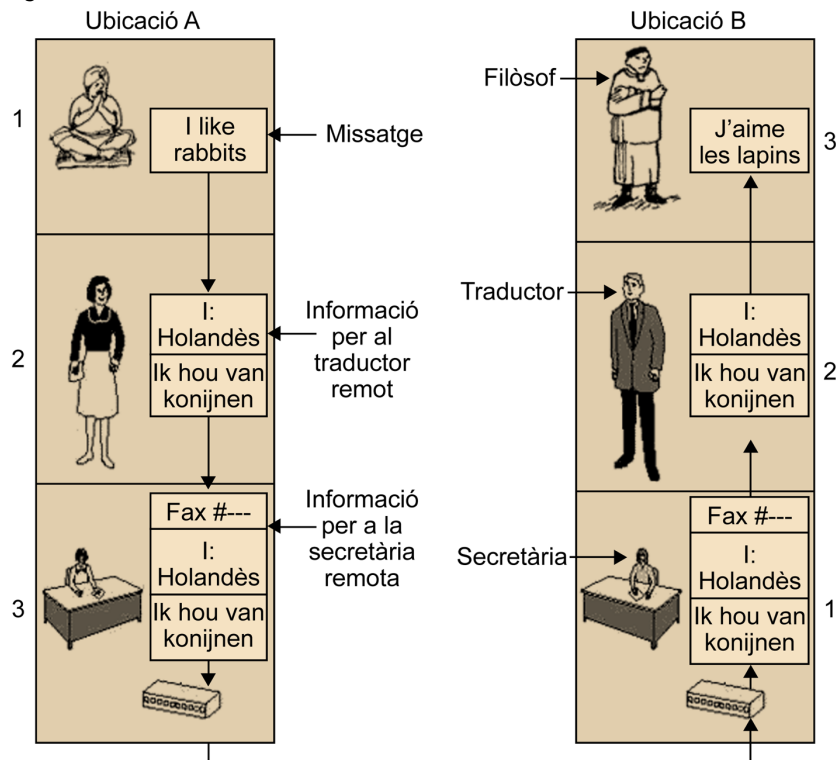 Ubicació A
Ubicació B
1
I like
rabbits
Missatge
Filòsof
J'aime
les lapins
3
2
I:
Holandès
Ik hou van
konijnen
Informació
per al
traductor
remot
Traductor
I:
Holandès
Ik hou van
konijnen
2
3
Fax #---
I:
Holandès
Ik hou van
konijnen
Informació
per a la
secretària
remota
Secretària
Fax #---
I:
Holandès
Ik hou van
konijnen
1